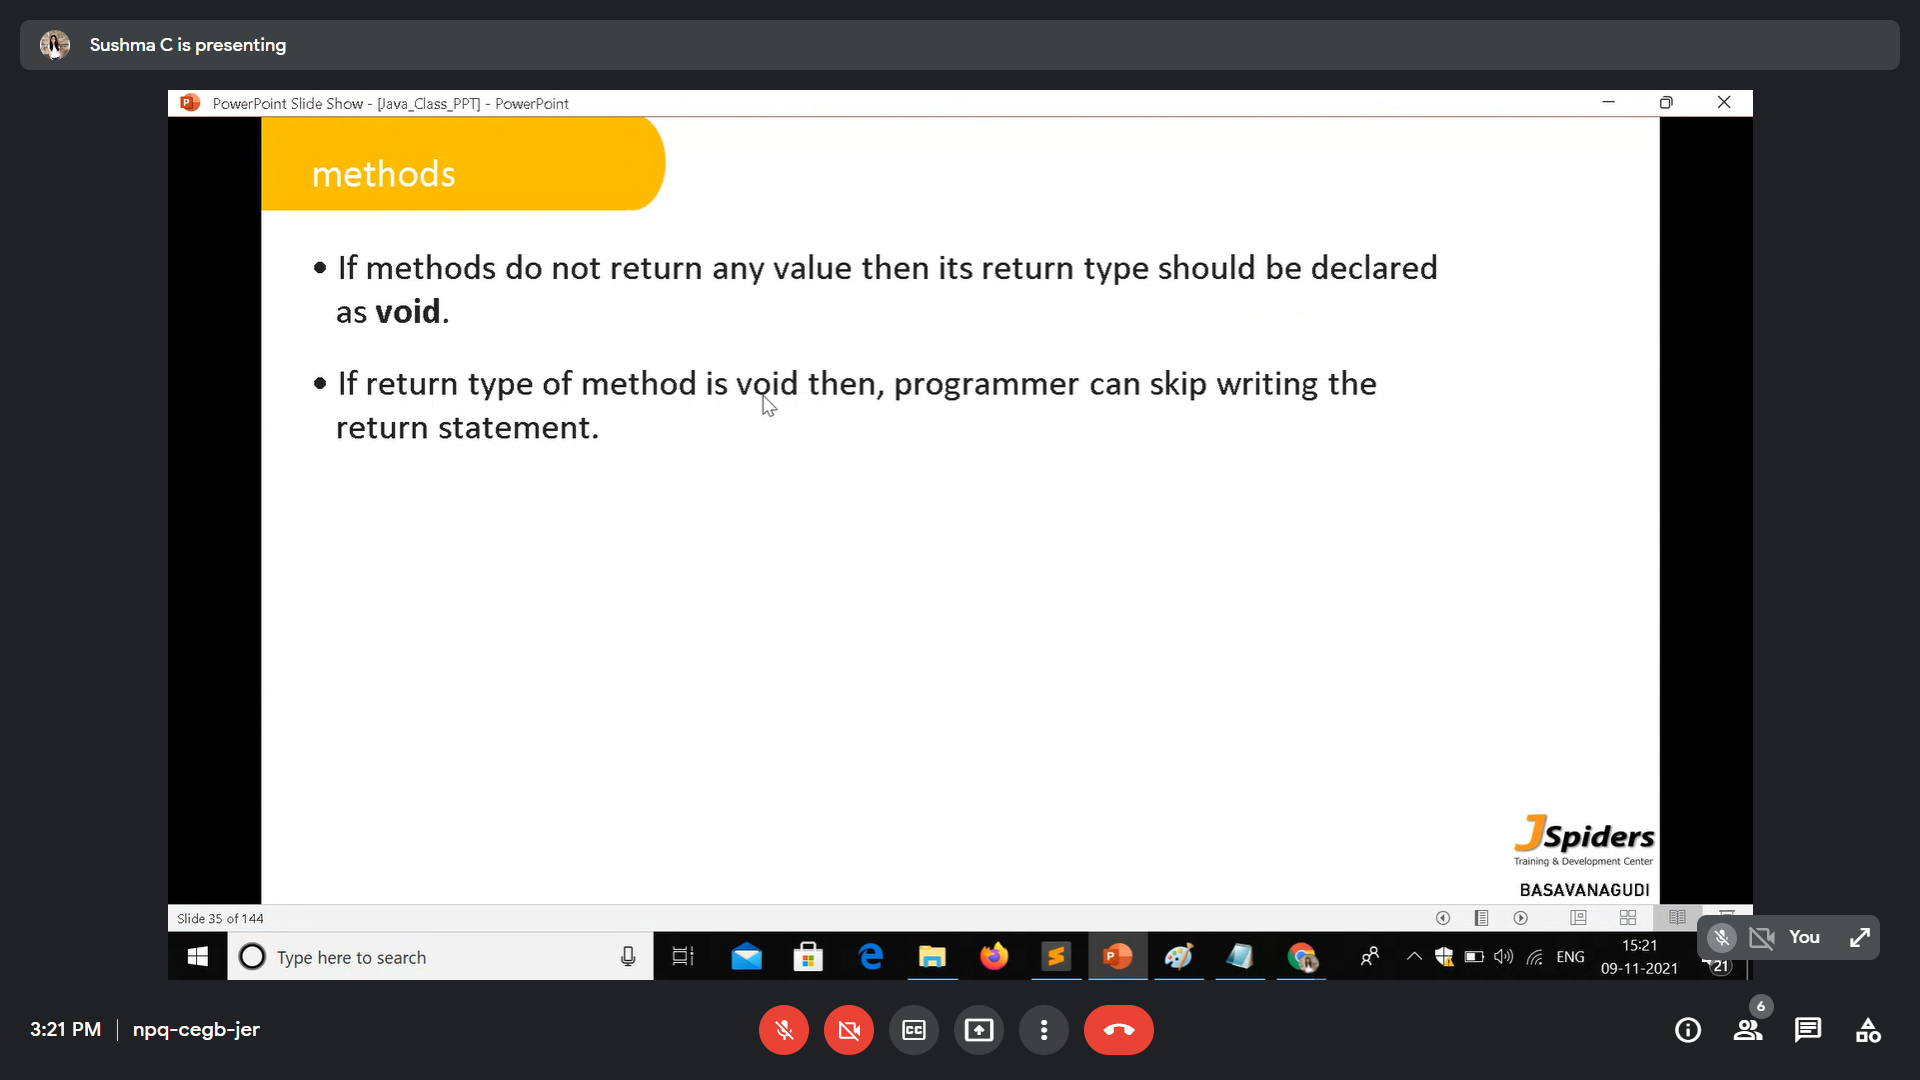 Sushma C is presenting
PowerPoint Slide Show - [Java_Class_PPT] - PowerPoint
methods
• If methods do not return any value then its return type should be declared
as void.
• If return type of method is void then, programmer can skip writing the
return statement.
JSpiders
Training & Development Center
BASAVANAGUDI
Slide 35 of 144
You
Type here to search
ENG
15:21
09-11-2021
21
3:21 PM | npq-cegb-jer
CC
6